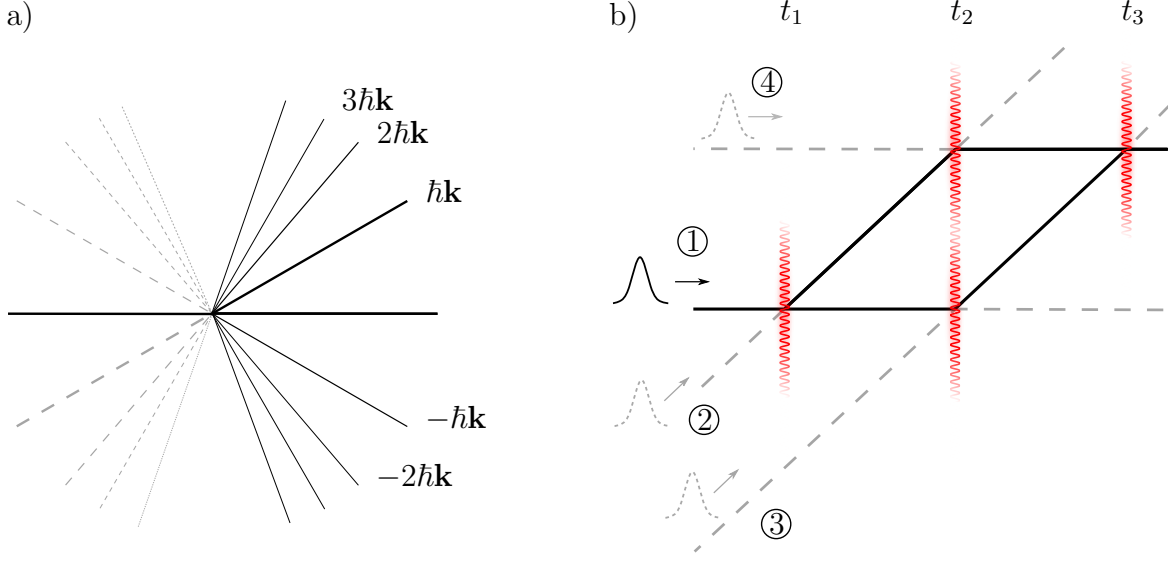 a)
3ℏk
2ℏk
ℏk
−ℏk
−2ℏk
b)
t₁ t₂ t₃
④
①
②
③